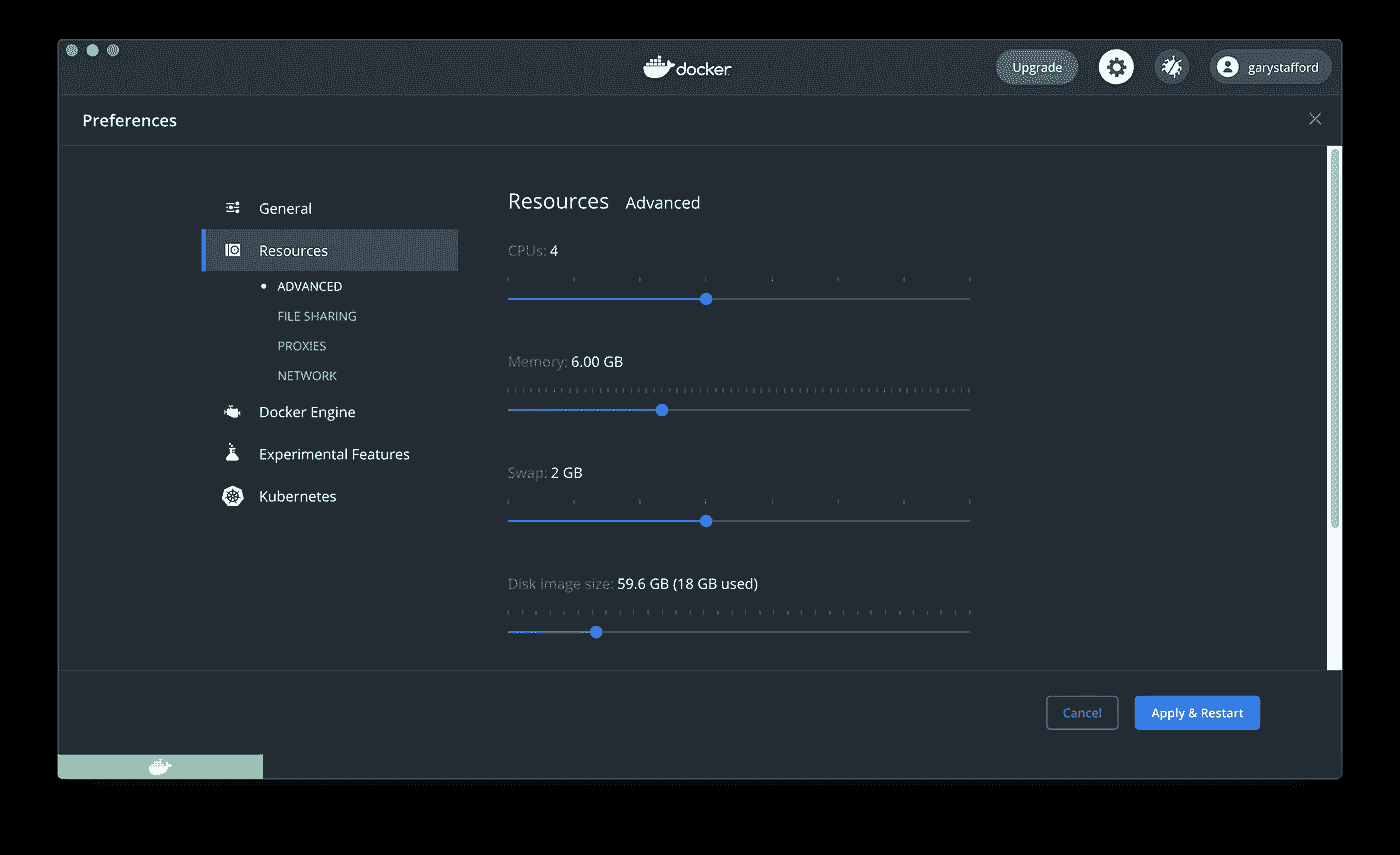 docker
Upgrade
garystafford
Preferences
General
Resources
ADVANCED
FILE SHARING
PROXIES
NETWORK
Docker Engine
Experimental Features
Kubernetes
Resources Advanced
CPUs: 4
Memory: 6.00 GB
Swap: 2 GB
Disk image size: 59.6 GB (18 GB used)
Cancel
Apply & Restart